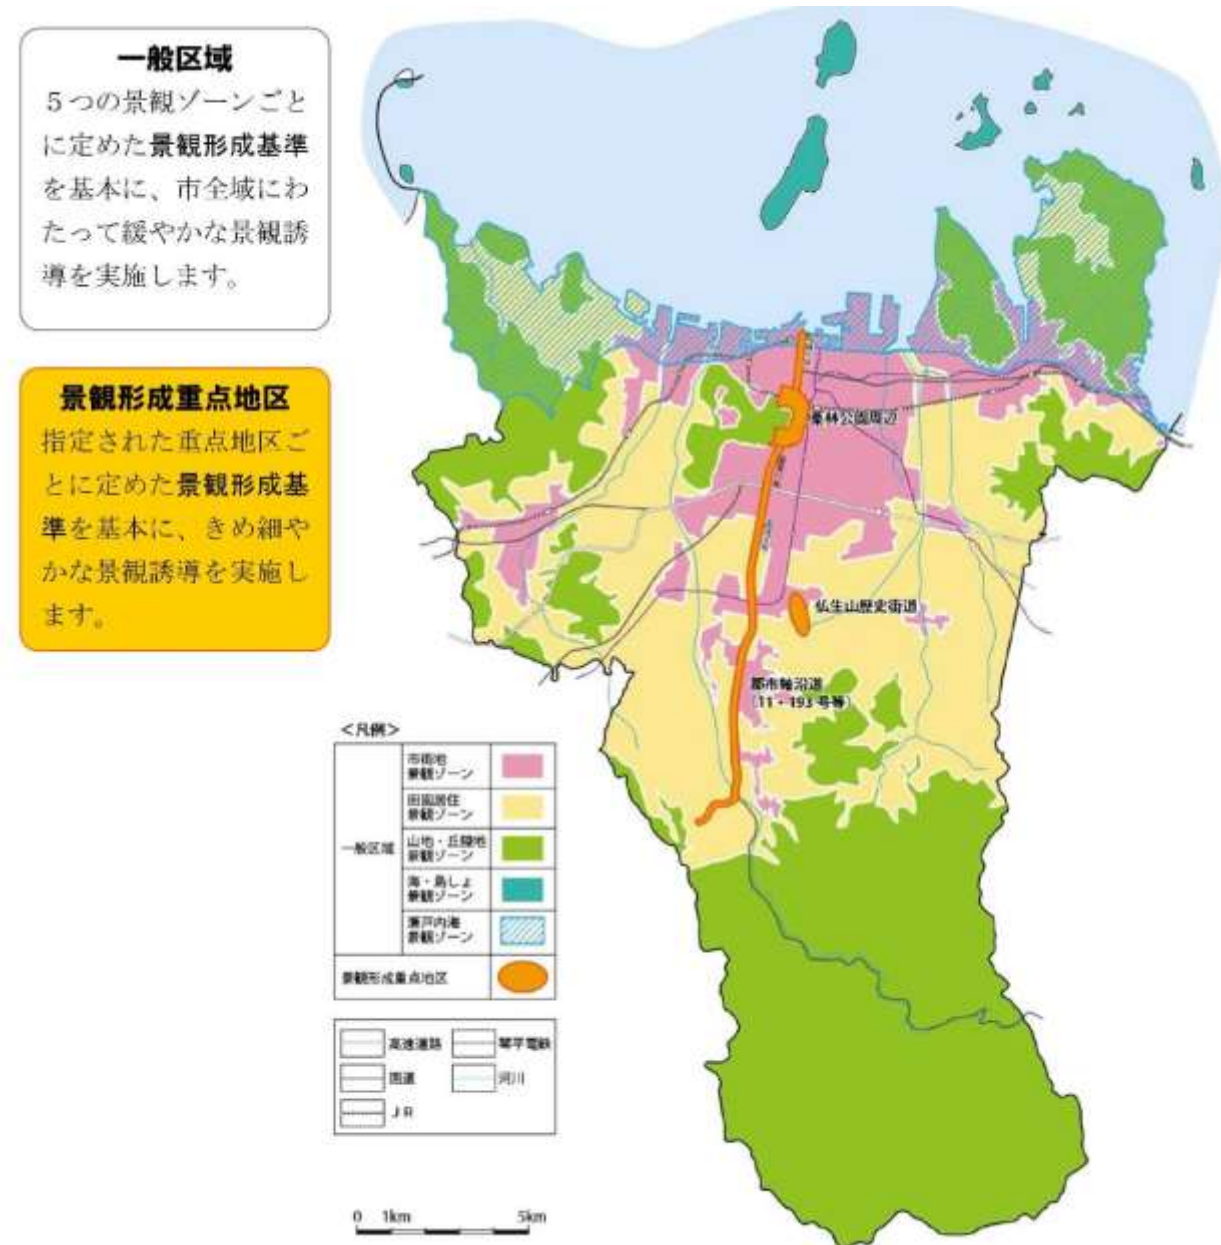 一般区域
５つの景観ゾーンごと
に定めた景観形成基準
を基本に、市全域にわ
たって緩やかな景観誘
導を実施します。
景観形成重点地区
指定された重点地区ご
とに定めた景観形成基
準を基本に、きめ細や
かな景観誘導を実施し
ます。
栗林公園周辺
仏生山歴史街道
都市軸沿道
(11・193号等)
＜凡例＞
一般区域
市街地
景観ゾーン
田園居住
景観ゾーン
山地・丘陵地
景観ゾーン
海・島しょ
景観ゾーン
瀬戸内海
景観ゾーン
景観形成重点地区
高速道路
琴平電鉄
国道
河川
ＪＲ
0 1km 5km